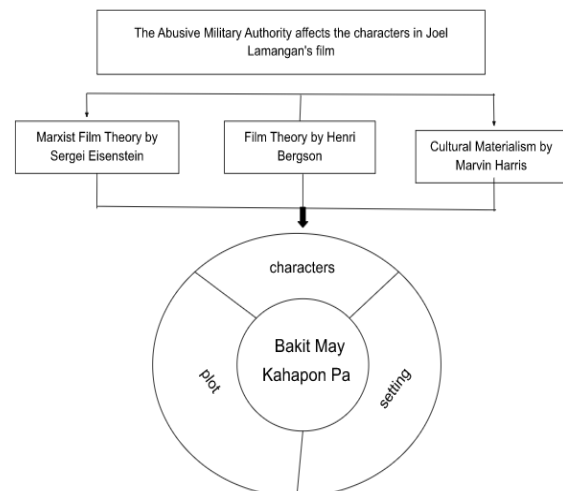 The Abusive Military Authority affects the characters in Joel
Lamangan's film
Marxist Film Theory by
Sergei Eisenstein
Film Theory by Henri
Bergson
Cultural Materialism by
Marvin Harris
characters
Bakit May
Kahapon Pa
plot
setting